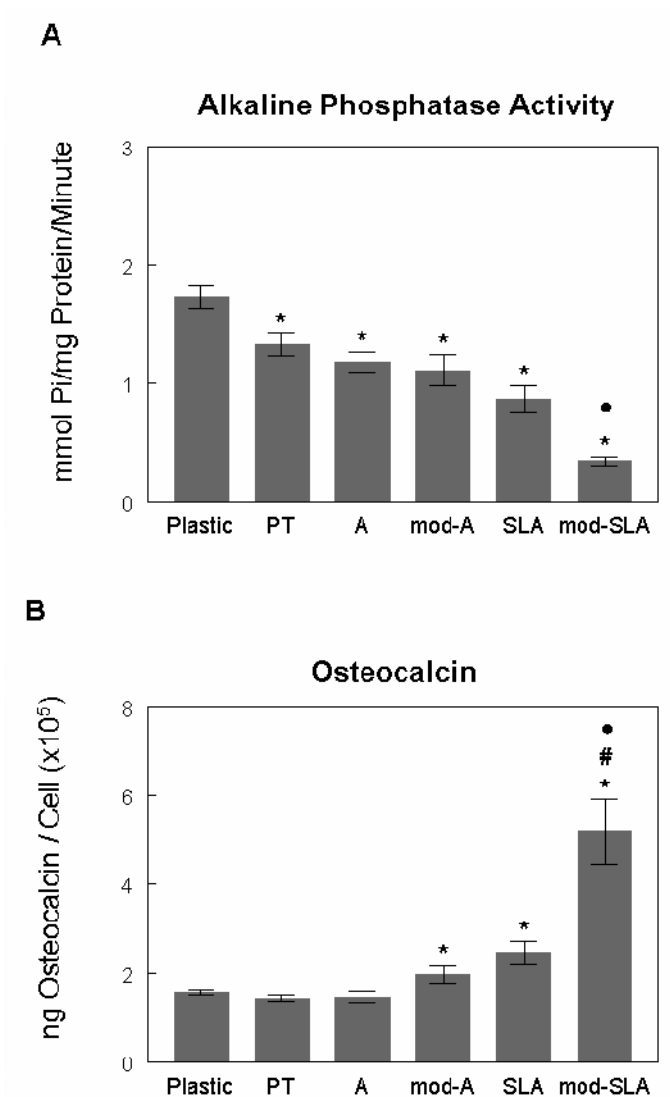 A
Alkaline Phosphatase Activity
mmol Pi/mg Protein/Minute
3
2
1
0
*
*
*
*
●
*
Plastic PT A mod-A SLA mod-SLA
B
Osteocalcin
ng Osteocalcin / Cell (x10⁵)
8
6
4
2
0
*
*
●
#
*
Plastic PT A mod-A SLA mod-SLA